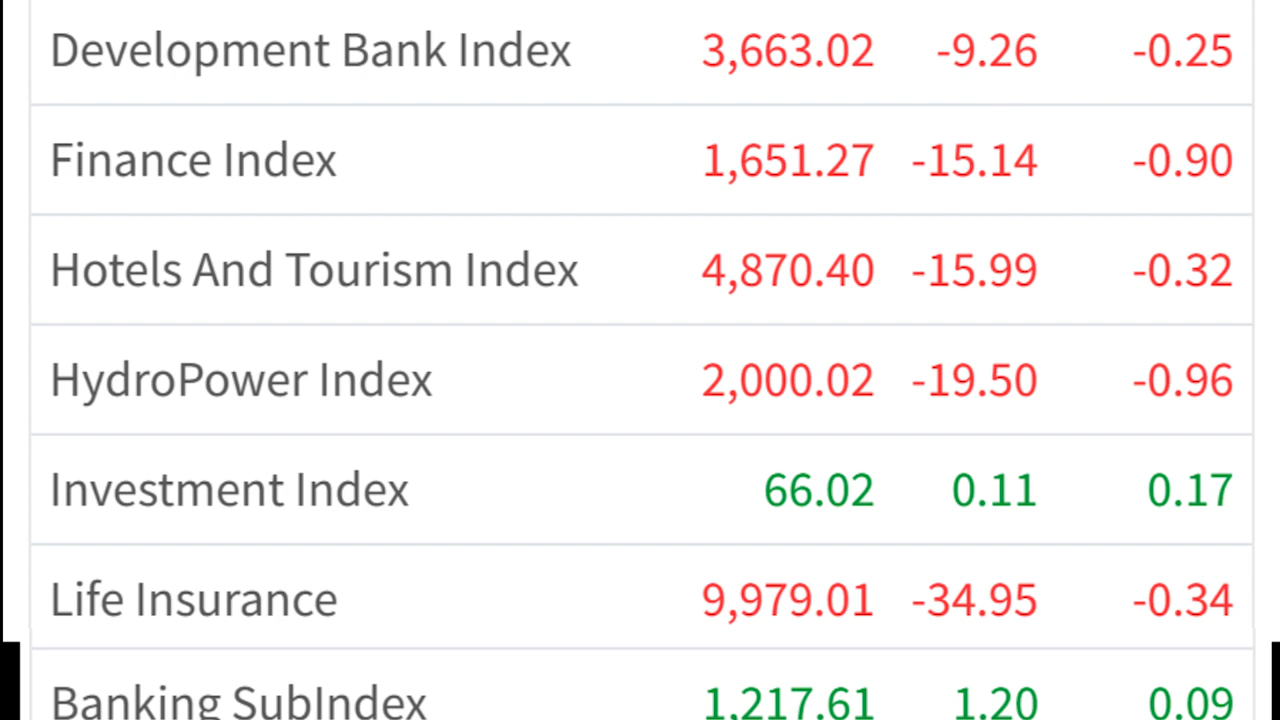 Development Bank Index 3,663.02 -9.26 -0.25
Finance Index 1,651.27 -15.14 -0.90
Hotels And Tourism Index 4,870.40 -15.99 -0.32
HydroPower Index 2,000.02 -19.50 -0.96
Investment Index 66.02 0.11 0.17
Life Insurance 9,979.01 -34.95 -0.34
Banking SubIndex 1,217.61 1.20 0.09